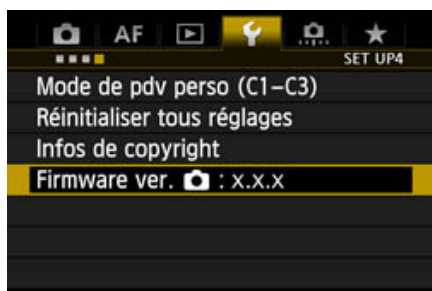 AF
SET UP4
Mode de pdv perso (C1–C3)
Réinitialiser tous réglages
Infos de copyright
Firmware ver. : x.x.x